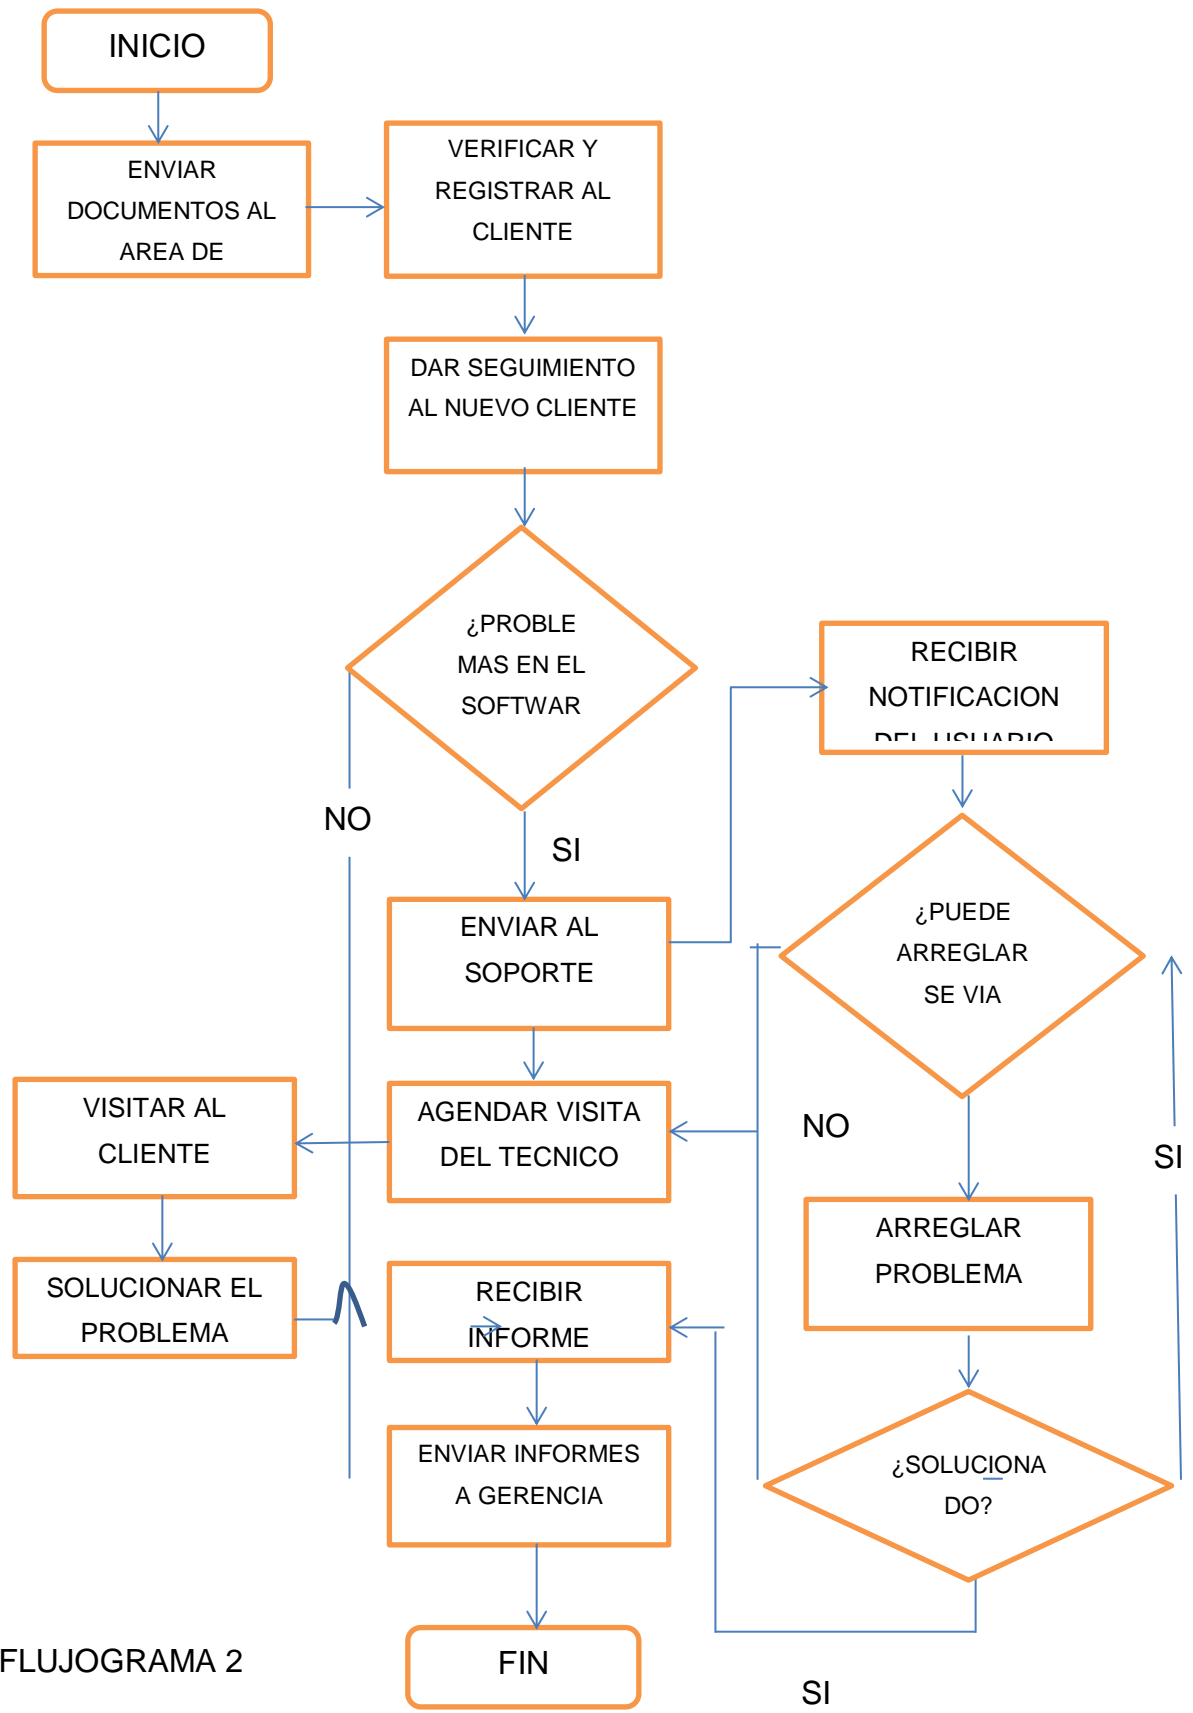 INICIO
ENVIAR
DOCUMENTOS AL
AREA DE
VERIFICAR Y
REGISTRAR AL
CLIENTE
DAR SEGUIMIENTO
AL NUEVO CLIENTE
¿PROBLE
MAS EN EL
SOFTWAR
RECIBIR
NOTIFICACION
DEL USUARIO
NO
SI
ENVIAR AL
SOPORTE
¿PUEDE
ARREGLAR
SE VIA
VISITAR AL
CLIENTE
AGENDAR VISITA
DEL TECNICO
NO
SI
ARREGLAR
PROBLEMA
SOLUCIONAR EL
PROBLEMA
RECIBIR
INFORME
ENVIAR INFORMES
A GERENCIA
¿SOLUCIONA
DO?
FLUJOGRAMA 2
FIN
SI